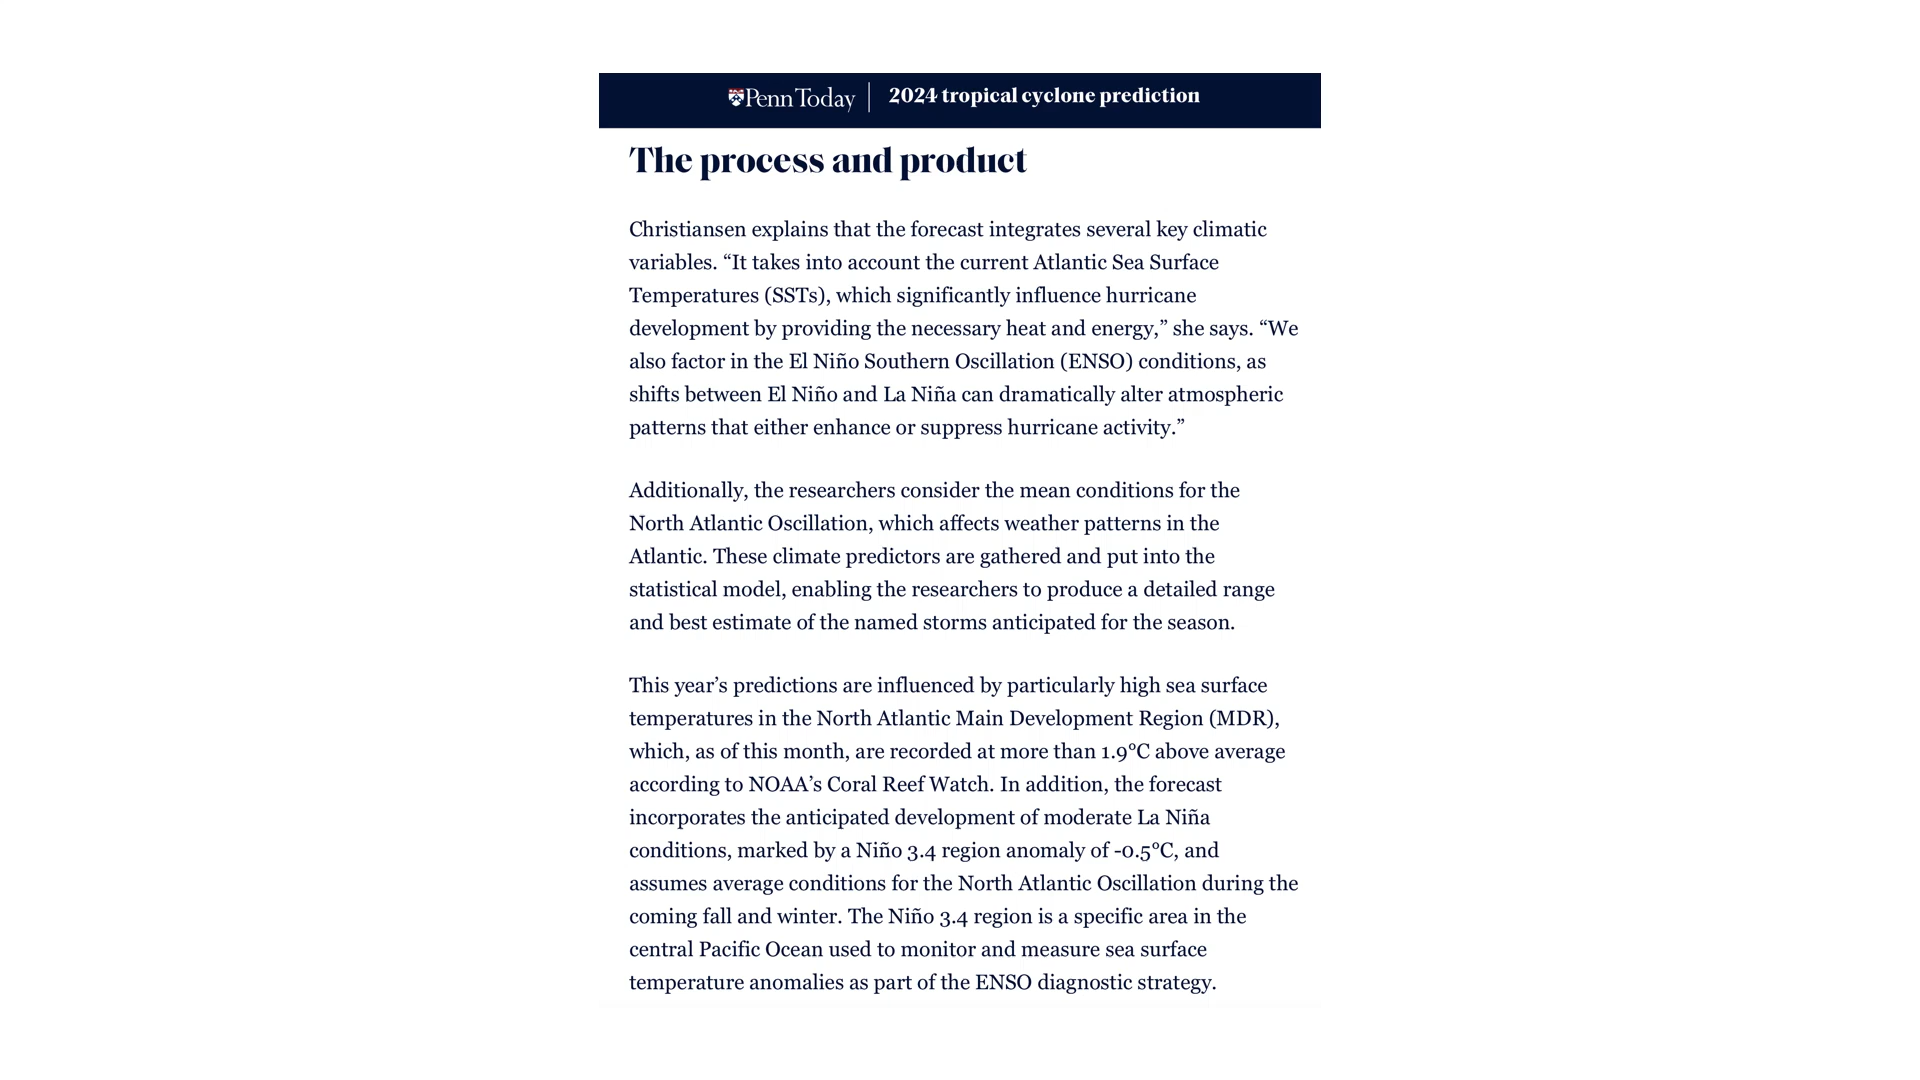 Penn Today
2024 tropical cyclone prediction
The process and product
Christiansen explains that the forecast integrates several key climatic
variables. “It takes into account the current Atlantic Sea Surface
Temperatures (SSTs), which significantly influence hurricane
development by providing the necessary heat and energy,” she says. “We
also factor in the El Niño Southern Oscillation (ENSO) conditions, as
shifts between El Niño and La Niña can dramatically alter atmospheric
patterns that either enhance or suppress hurricane activity.”
Additionally, the researchers consider the mean conditions for the
North Atlantic Oscillation, which affects weather patterns in the
Atlantic. These climate predictors are gathered and put into the
statistical model, enabling the researchers to produce a detailed range
and best estimate of the named storms anticipated for the season.
This year’s predictions are influenced by particularly high sea surface
temperatures in the North Atlantic Main Development Region (MDR),
which, as of this month, are recorded at more than 1.9°C above average
according to NOAA’s Coral Reef Watch. In addition, the forecast
incorporates the anticipated development of moderate La Niña
conditions, marked by a Niño 3.4 region anomaly of -0.5°C, and
assumes average conditions for the North Atlantic Oscillation during the
coming fall and winter. The Niño 3.4 region is a specific area in the
central Pacific Ocean used to monitor and measure sea surface
temperature anomalies as part of the ENSO diagnostic strategy.